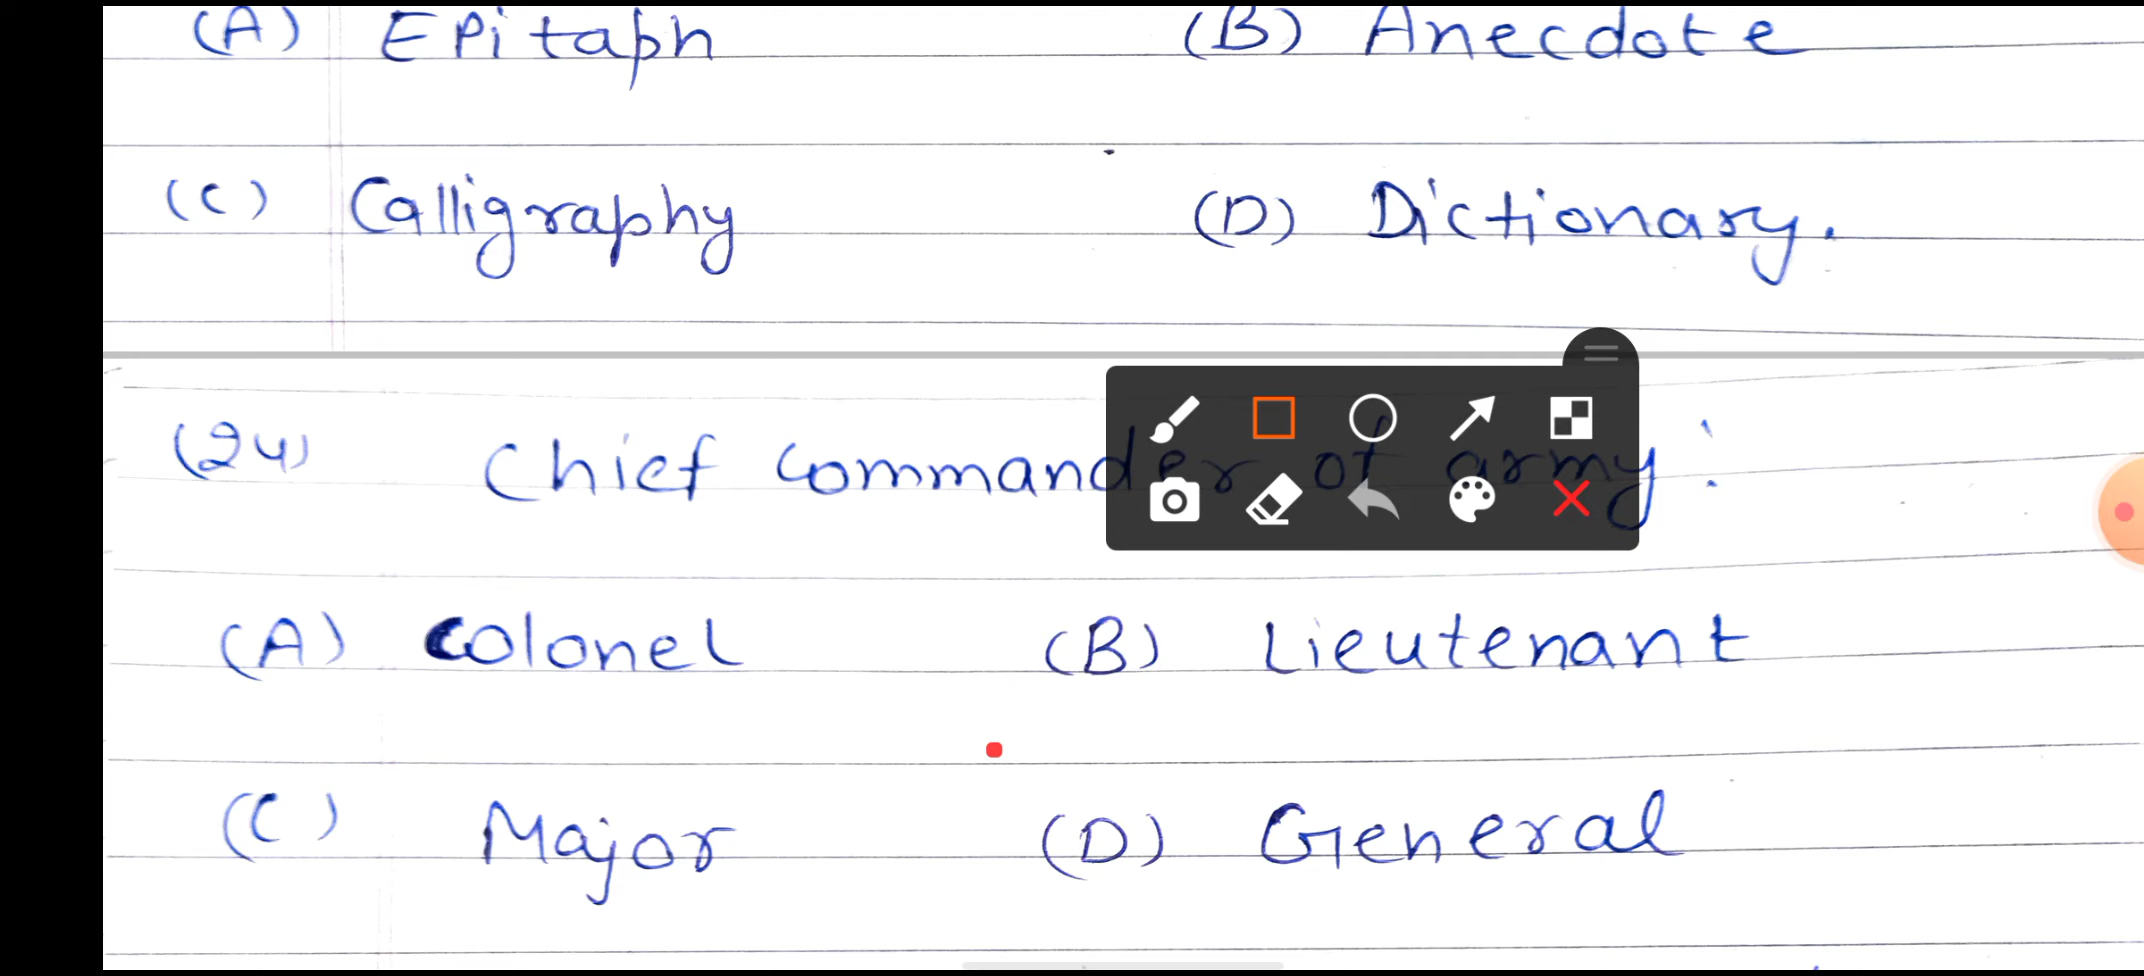 (A) Epitaph (B) Anecdote
(C) Calligraphy (D) Dictionary.
(24) Chief Commander of army:
(A) Colonel (B) Lieutenant
(C) Major (D) General